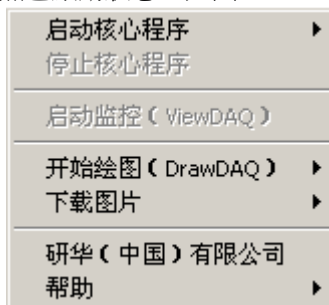 启动核心程序
停止核心程序
启动监控（ViewDAQ）
开始绘图（DrawDAQ）
下载图片
研华（中国）有限公司
帮助